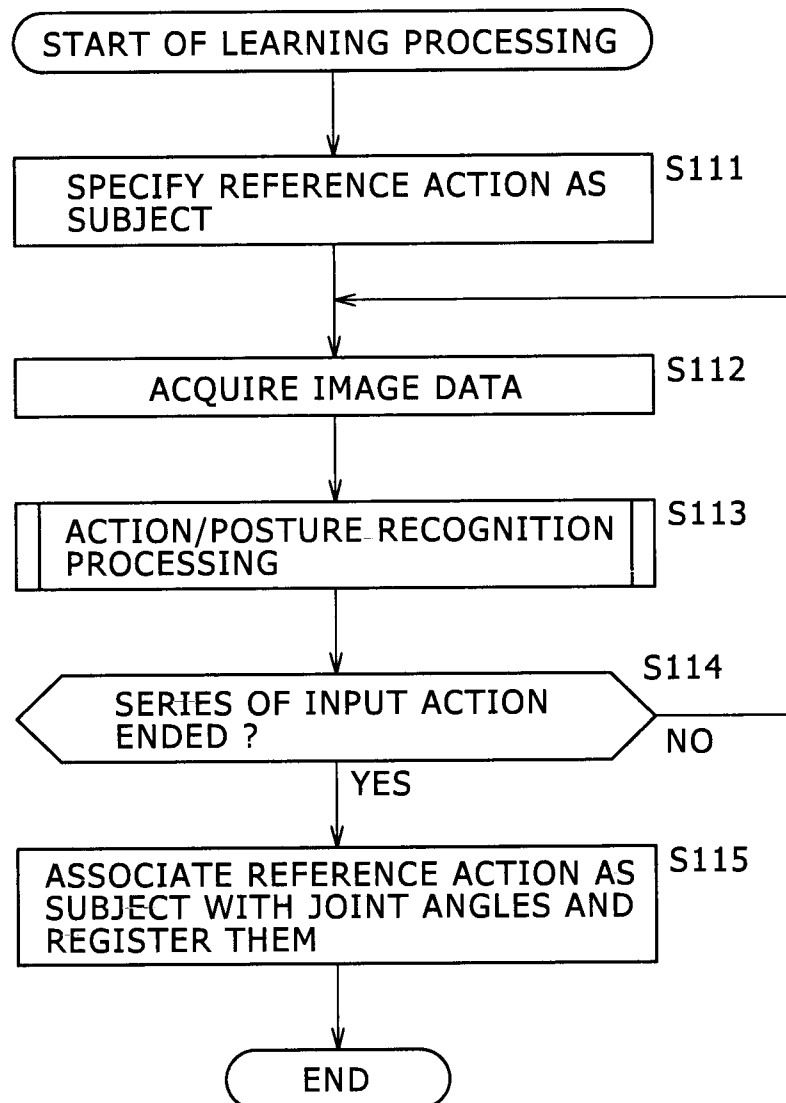 START OF LEARNING PROCESSING
S111
SPECIFY REFERENCE ACTION AS
SUBJECT
S112
ACQUIRE IMAGE DATA
S113
ACTION/POSTURE RECOGNITION
PROCESSING
S114
SERIES OF INPUT ACTION
ENDED ?
NO
YES
S115
ASSOCIATE REFERENCE ACTION AS
SUBJECT WITH JOINT ANGLES AND
REGISTER THEM
END